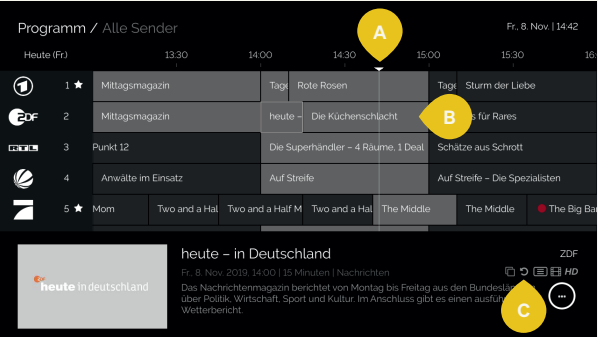 Programm / Alle Sender
Fr., 8. Nov. | 14:42
A
Heute (Fr.) 13:30 14:00 14:30 15:00 15:30 16:
1 ★ Mittagsmagazin Tage Rote Rosen Tage Sturm der Liebe
ZDF 2 Mittagsmagazin heute – Die Küchenschlacht B für Rares
RTL 3 Punkt 12 Die Superhändler – 4 Räume, 1 Deal Schätze aus Schrott
4 Anwälte im Einsatz Auf Streife Auf Streife – Die Spezialisten
5 ★ Mom Two and a Hal Two and a Half M Two and a Hal The Middle The Middle The Big Ba
heute in deutschland
heute – in Deutschland
ZDF
Fr., 8. Nov. 2019, 14:00 | 15 Minuten | Nachrichten
HD
Das Nachrichtenmagazin berichtet von Montag bis Freitag aus den
über Politik, Wirtschaft, Sport und Kultur. Im Anschluss gibt es einen
Wetterbericht.
C